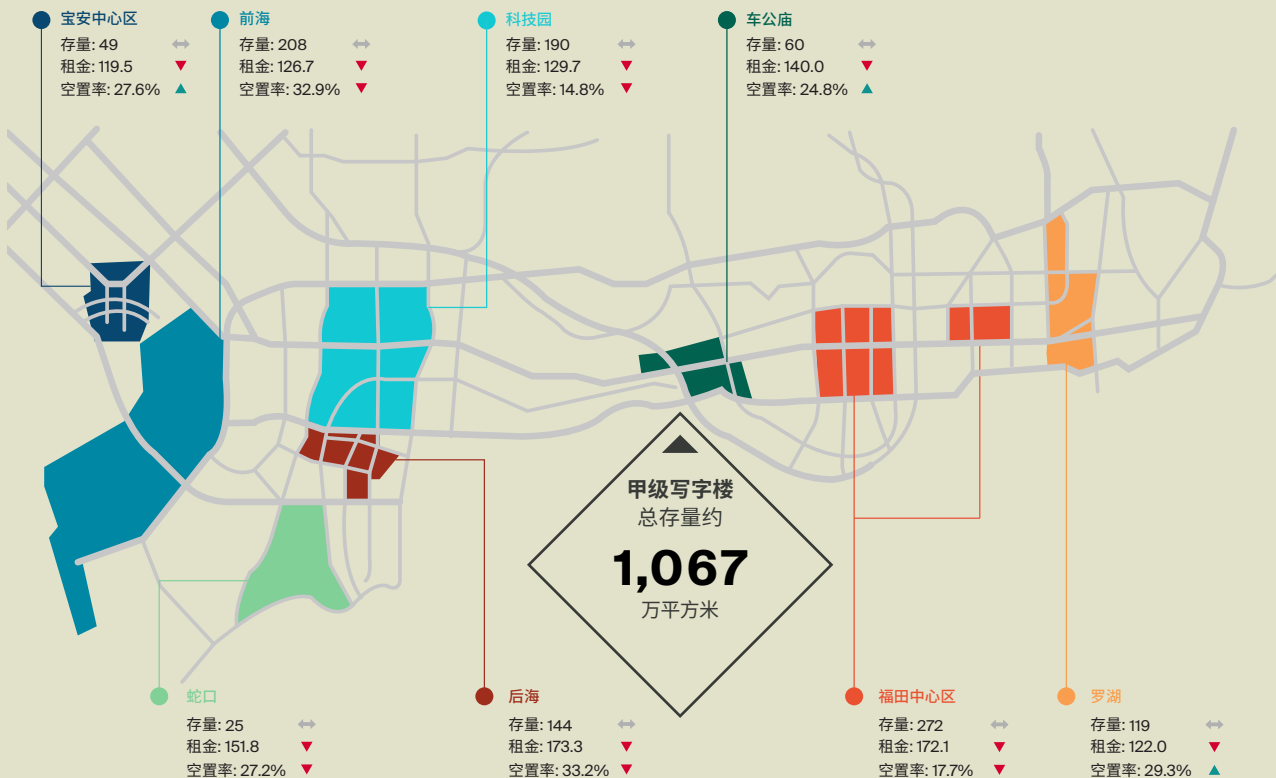 宝安中心区
存量: 49
租金: 119.5
空置率: 27.6%
前海
存量: 208
租金: 126.7
空置率: 32.9%
科技园
存量: 190
租金: 129.7
空置率: 14.8%
车公庙
存量: 60
租金: 140.0
空置率: 24.8%
甲级写字楼
总存量约
1,067
万平方米
蛇口
存量: 25
租金: 151.8
空置率: 27.2%
后海
存量: 144
租金: 173.3
空置率: 33.2%
福田中心区
存量: 272
租金: 172.1
空置率: 17.7%
罗湖
存量: 119
租金: 122.0
空置率: 29.3%